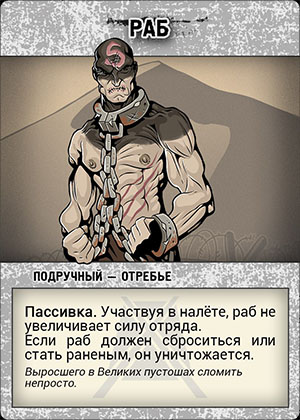 РАБ
ПОДРУЧНЫЙ — ОТРЕБЬЕ
Пассивка. Участвуя в налёте, раб не
увеличивает силу отряда.
Если раб должен сброситься или
стать раненым, он уничтожается.
Выросшего в Великих пустошах сломить
непросто.